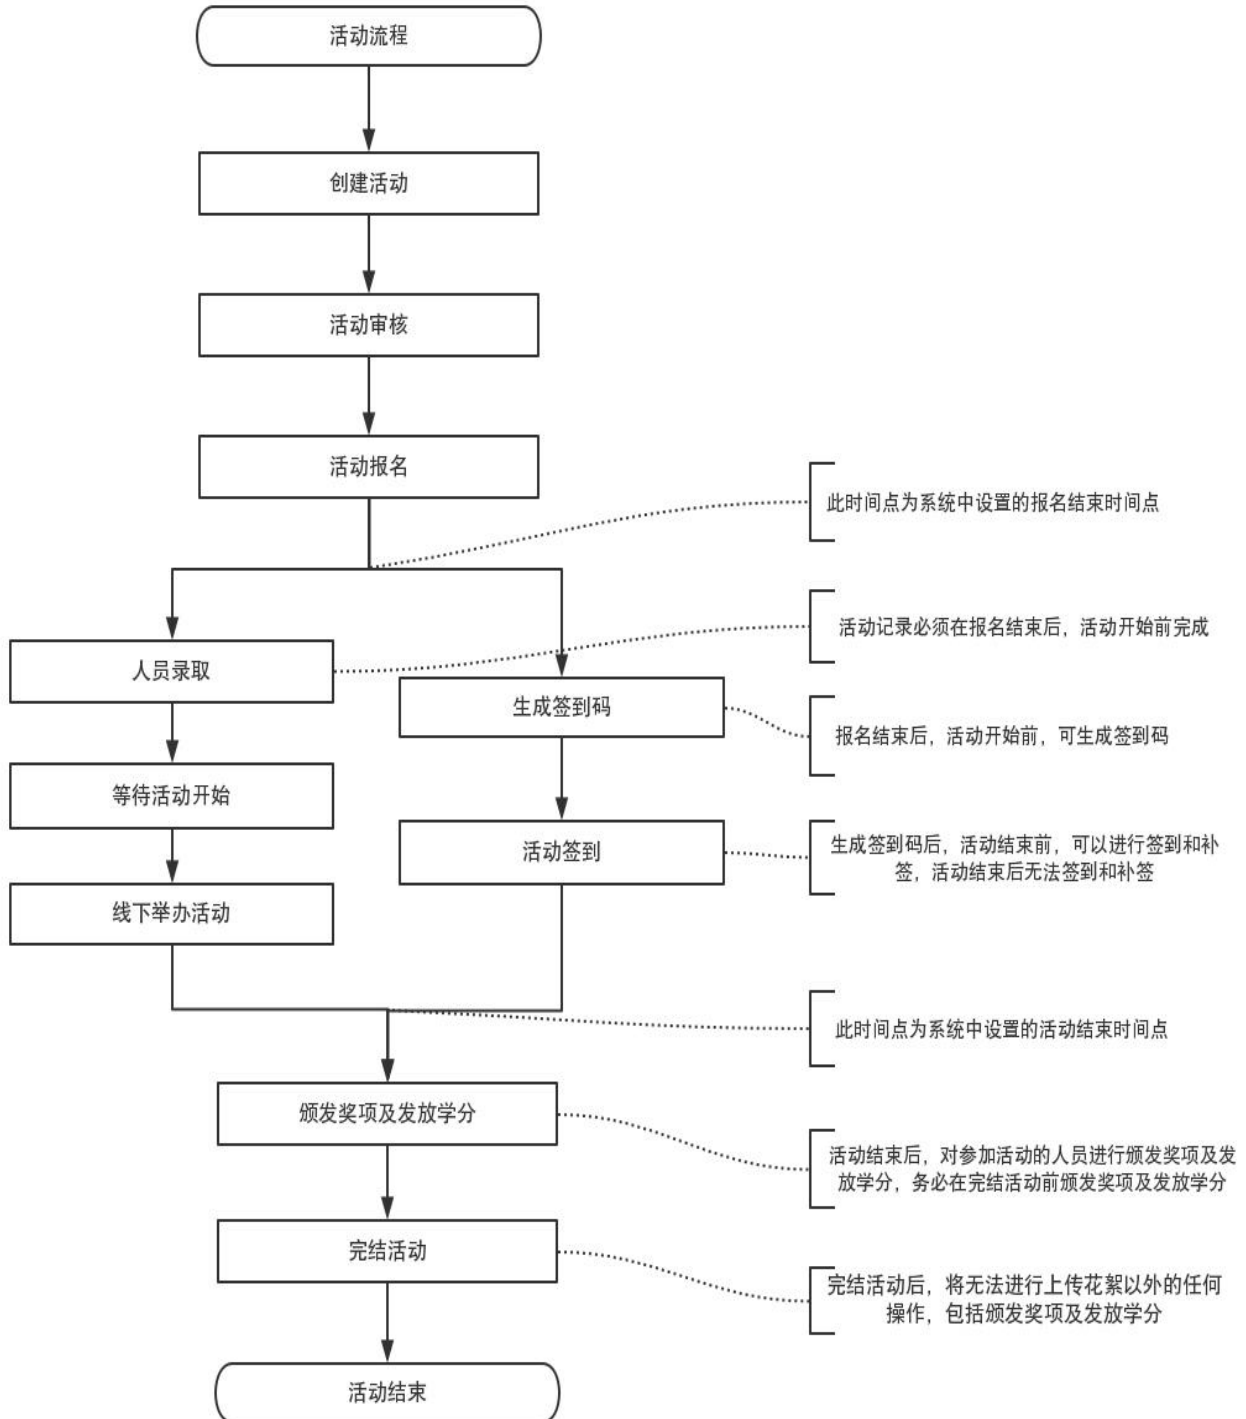 活动流程
创建活动
活动审核
活动报名
此时间点为系统中设置的报名结束时间点
活动记录必须在报名结束后，活动开始前完成
人员录取
生成签到码
报名结束后，活动开始前，可生成签到码
等待活动开始
活动签到
生成签到码后，活动结束前，可以进行签到和补
签，活动结束后无法签到和补签
线下举办活动
此时间点为系统中设置的活动结束时间点
颁发奖项及发放学分
活动结束后，对参加活动的人员进行颁发奖项及发
放学分，务必在完结活动前颁发奖项及发放学分
完结活动
完结活动后，将无法进行上传花絮以外的任何
操作，包括颁发奖项及发放学分
活动结束